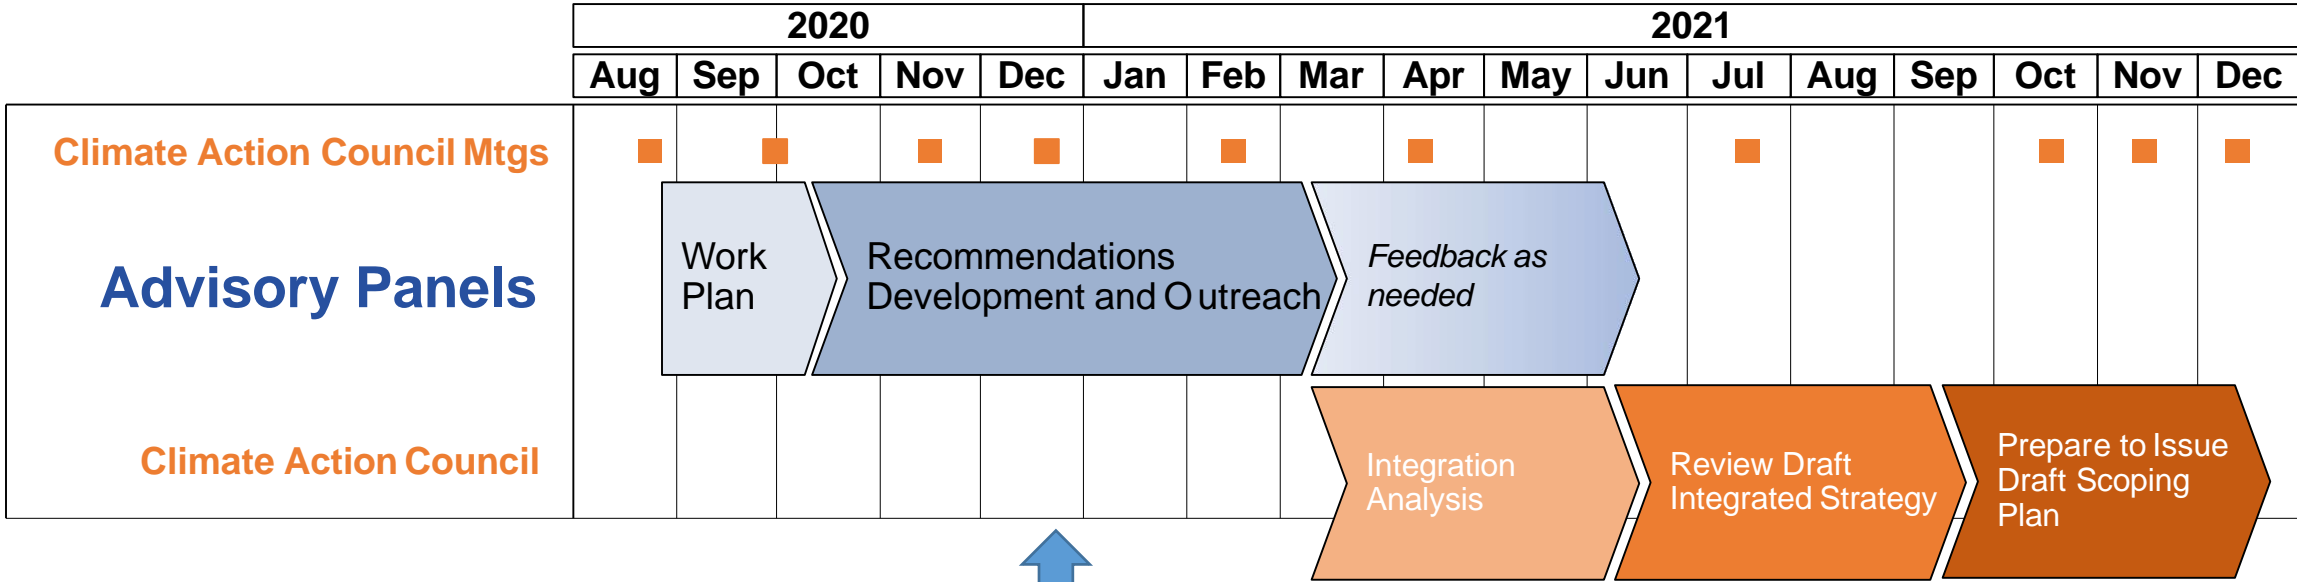 2020 2021
Aug Sep Oct Nov Dec Jan Feb Mar Apr May Jun Jul Aug Sep Oct Nov Dec
Climate Action Council Mtgs
Advisory Panels
Work
Plan
Recommendations
Development and Outreach
Feedback as
needed
Climate Action Council
Integration
Analysis
Review Draft
Integrated Strategy
Prepare to Issue
Draft Scoping
Plan